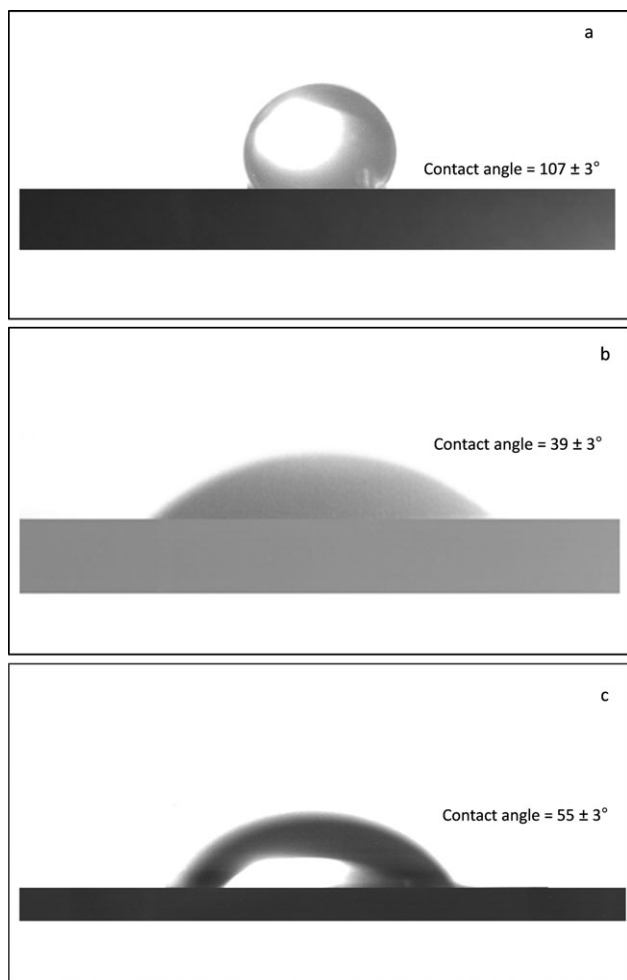 a
Contact angle = 107 ± 3°
b
Contact angle = 39 ± 3°
c
Contact angle = 55 ± 3°